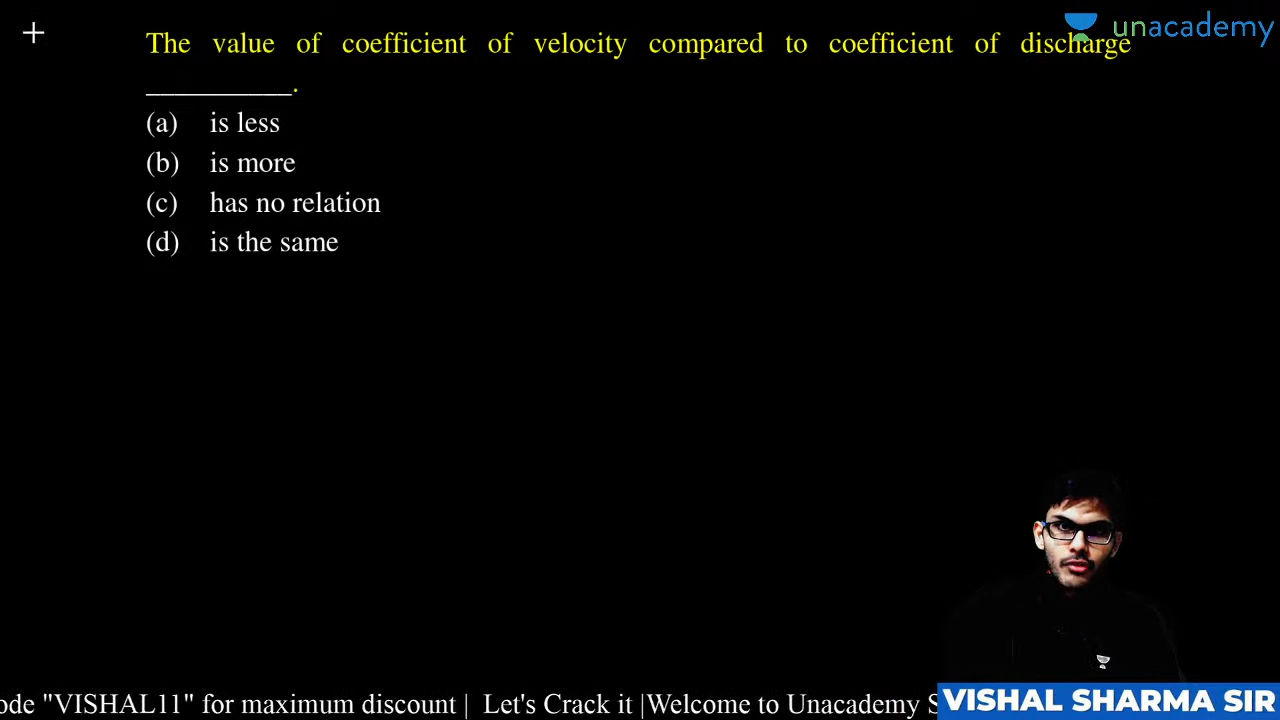 unacademy
The value of coefficient of velocity compared to coefficient of discharge
__________.
(a) is less
(b) is more
(c) has no relation
(d) is the same
ode "VISHAL11" for maximum discount | Let's Crack it |Welcome to Unacademy S
VISHAL SHARMA SIR